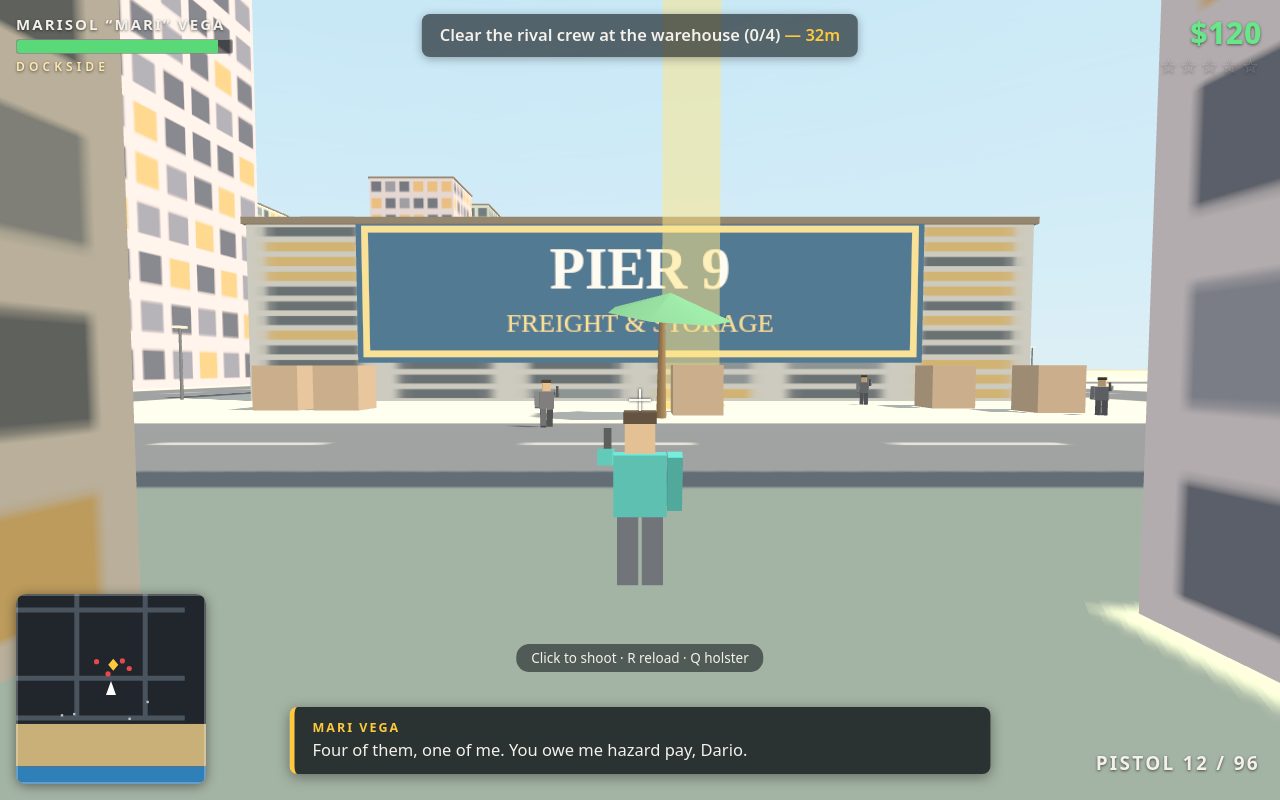 MARISOL “MARI” VEGA
DOCKSIDE
Clear the rival crew at the warehouse (0/4) — 32m
$120
PIER 9
FREIGHT & STORAGE
Click to shoot · R reload · Q holster
MARI VEGA
Four of them, one of me. You owe me hazard pay, Dario.
PISTOL 12 / 96